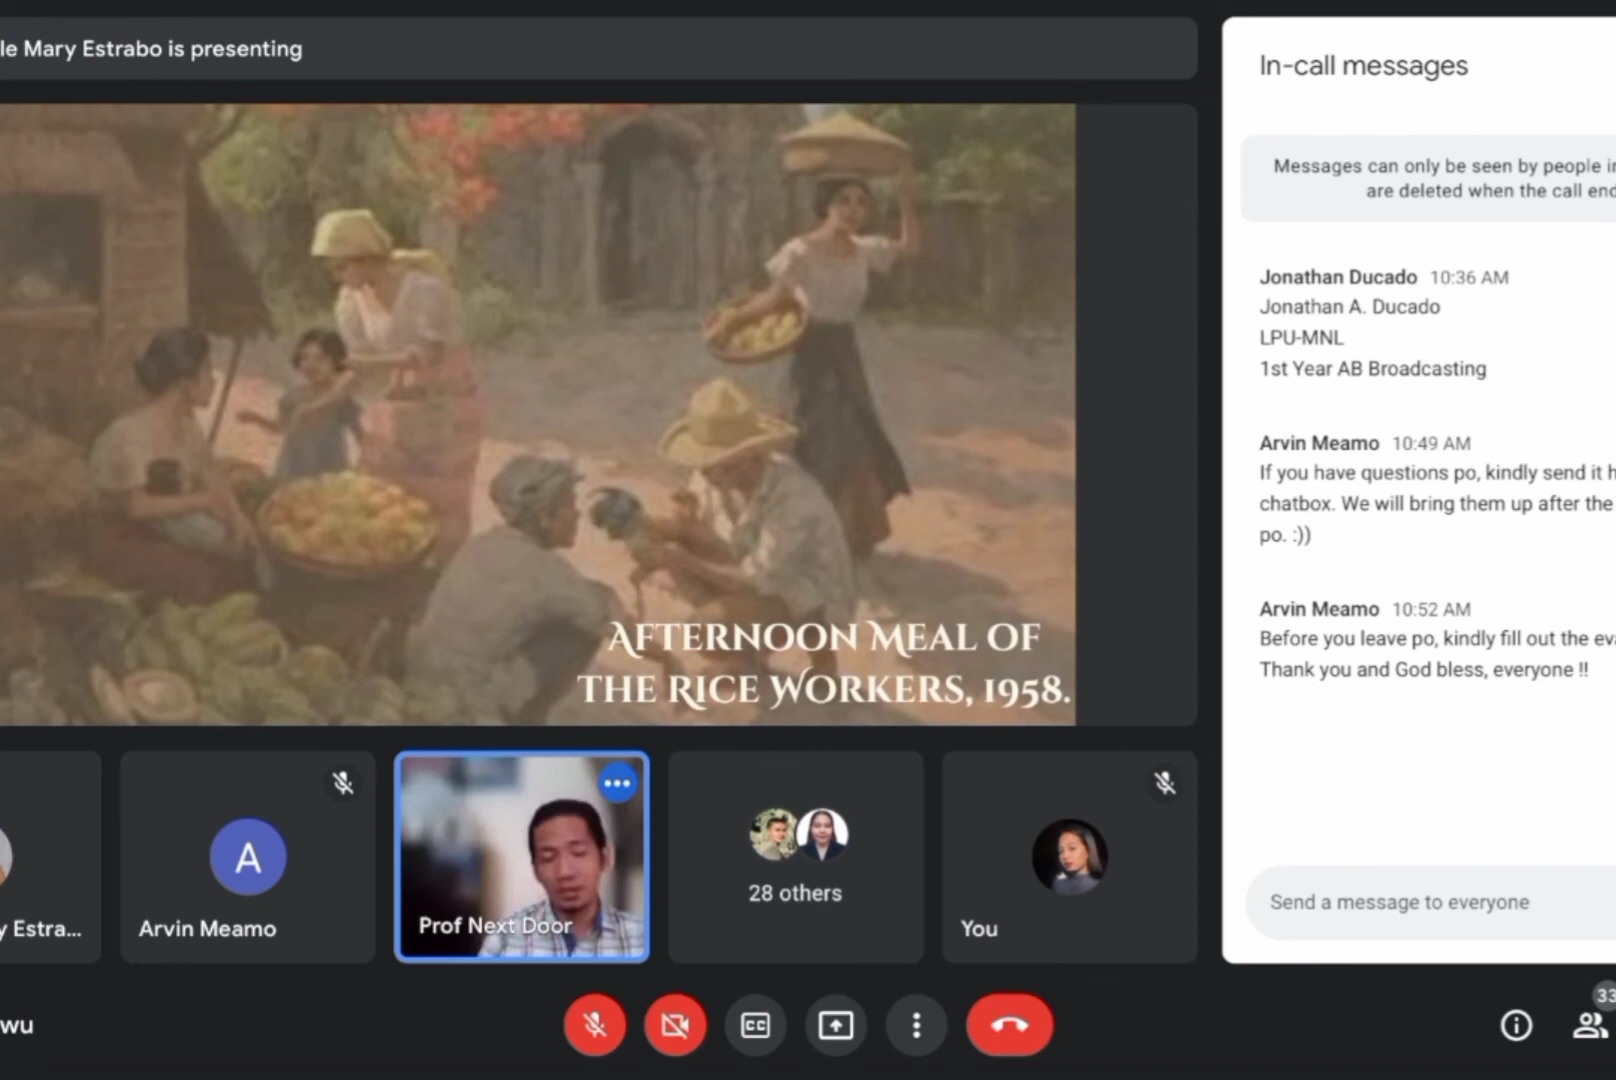 le Mary Estrabo is presenting
AFTERNOON MEAL OF
THE RICE WORKERS, 1958.
y Estra...
A
Arvin Meamo
Prof Next Door
28 others
You
wu
CC
33
In-call messages
Messages can only be seen by people in
are deleted when the call end
Jonathan Ducado 10:36 AM
Jonathan A. Ducado
LPU-MNL
1st Year AB Broadcasting
Arvin Meamo 10:49 AM
If you have questions po, kindly send it h
chatbox. We will bring them up after the
po. :))
Arvin Meamo 10:52 AM
Before you leave po, kindly fill out the eva
Thank you and God bless, everyone !!
Send a message to everyone